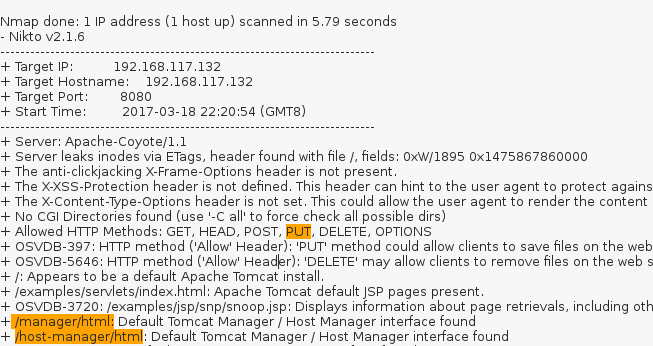 Nmap done: 1 IP address (1 host up) scanned in 5.79 seconds
- Nikto v2.1.6
---------------------------------------------------------------------------
+ Target IP: 192.168.117.132
+ Target Hostname: 192.168.117.132
+ Target Port: 8080
+ Start Time: 2017-03-18 22:20:54 (GMT8)
---------------------------------------------------------------------------
+ Server: Apache-Coyote/1.1
+ Server leaks inodes via ETags, header found with file /, fields: 0xW/1895 0x1475867860000
+ The anti-clickjacking X-Frame-Options header is not present.
+ The X-XSS-Protection header is not defined. This header can hint to the user agent to protect agains
+ The X-Content-Type-Options header is not set. This could allow the user agent to render the content
+ No CGI Directories found (use '-C all' to force check all possible dirs)
+ Allowed HTTP Methods: GET, HEAD, POST, PUT, DELETE, OPTIONS
+ OSVDB-397: HTTP method ('Allow' Header): 'PUT' method could allow clients to save files on the web
+ OSVDB-5646: HTTP method ('Allow' Header): 'DELETE' may allow clients to remove files on the web s
+ /: Appears to be a default Apache Tomcat install.
+ /examples/servlets/index.html: Apache Tomcat default JSP pages present.
+ OSVDB-3720: /examples/jsp/snp/snoop.jsp: Displays information about page retrievals, including oth
+ /manager/html: Default Tomcat Manager / Host Manager interface found
+ /host-manager/html: Default Tomcat Manager / Host Manager interface found